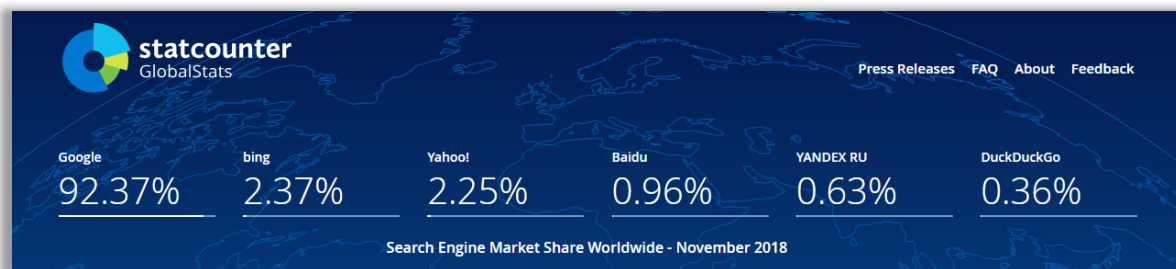 statcounter
GlobalStats
Press Releases FAQ About Feedback
Google bing Yahoo! Baidu YANDEX RU DuckDuckGo
92.37% 2.37% 2.25% 0.96% 0.63% 0.36%
Search Engine Market Share Worldwide - November 2018